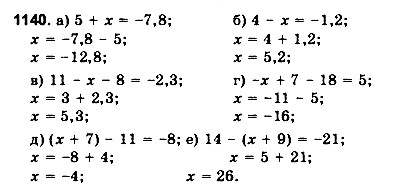 1140. а) 5 + x = –7,8; б) 4 – x = –1,2;
x = –7,8 – 5; x = 4 + 1,2;
x = –12,8; x = 5,2;
в) 11 – x – 8 = –2,3; г) –x + 7 – 18 = 5;
x = 3 + 2,3; x = –11 – 5;
x = 5,3; x = –16;
д) (x + 7) – 11 = –8; е) 14 – (x + 9) = –21;
x = –8 + 4; x = 5 + 21;
x = –4; x = 26.